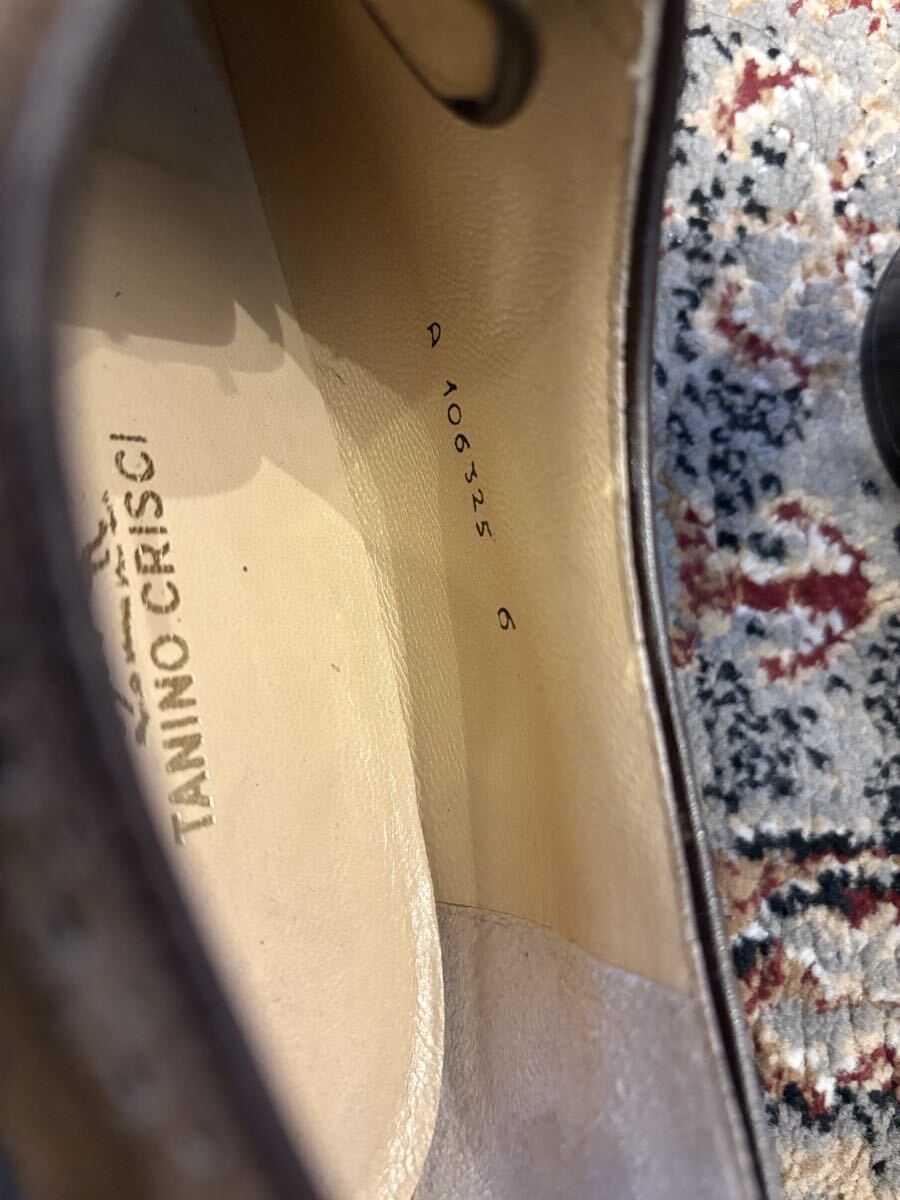 TANINO CRISCI
D 106325 6